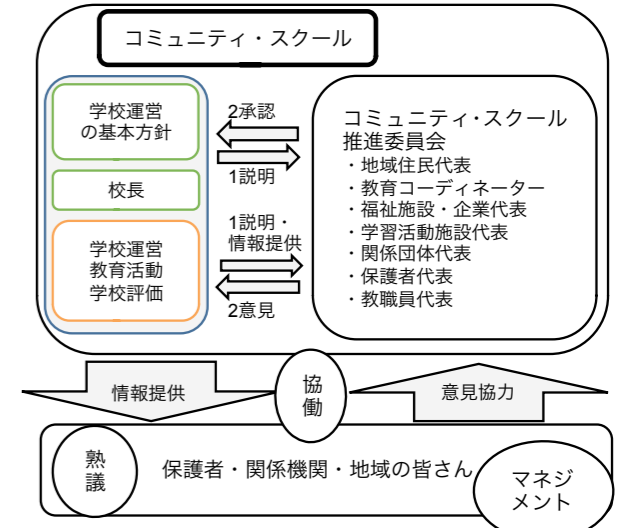 コミュニティ・スクール
学校運営
の基本方針
校長
学校運営
教育活動
学校評価
2承認
1説明
1説明・
情報提供
2意見
コミュニティ・スクール
推進委員会
・地域住民代表
・教育コーディネーター
・福祉施設・企業代表
・学習活動施設代表
・関係団体代表
・保護者代表
・教職員代表
情報提供
協
働
意見協力
熟
議
保護者・関係機関・地域の皆さん
マネジ
メント